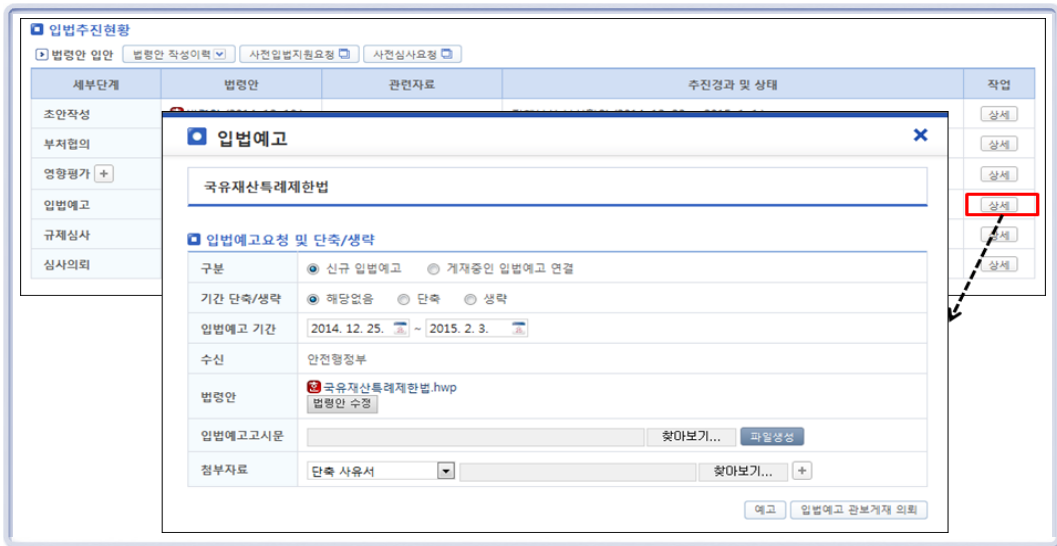 입법추진현황
법령안 입안 법령안 작성이력 사전입법지원요청 사전심사요청
세부단계 법령안 관련자료 추진경과 및 상태 작업
초안작성 상세
부처협의 상세
영향평가 + 상세
입법예고 상세
규제심사 상세
심사의뢰 상세
입법예고
국유재산특례제한법
입법예고요청 및 단축/생략
구분 신규 입법예고 게재중인 입법예고 연결
기간 단축/생략 해당없음 단축 생략
입법예고 기간 2014. 12. 25. ~ 2015. 2. 3.
수신 안전행정부
법령안 국유재산특례제한법.hwp
법령안 수정
입법예고고시문 찾아보기... 파일생성
첨부자료 단축 사유서 찾아보기... +
예고 입법예고 관보게재 의뢰